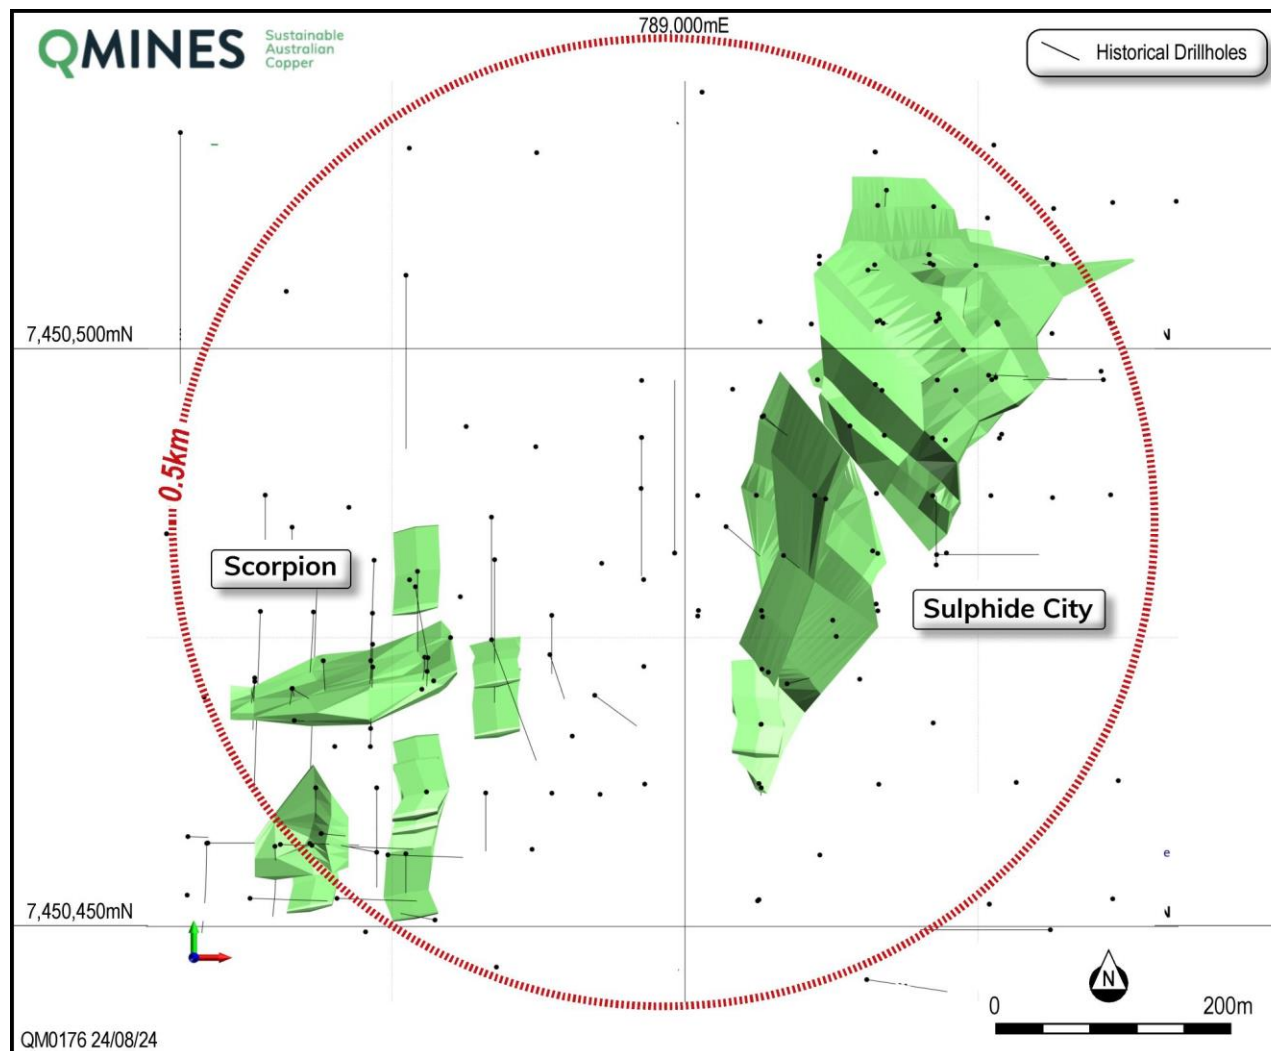 QMINES
Sustainable
Australian
Copper
789,000mE
Historical Drillholes
7,450,500mN
N
0.5km
Scorpion
Sulphide City
e
7,450,450mN
N
N
0 200m
QM0176 24/08/24